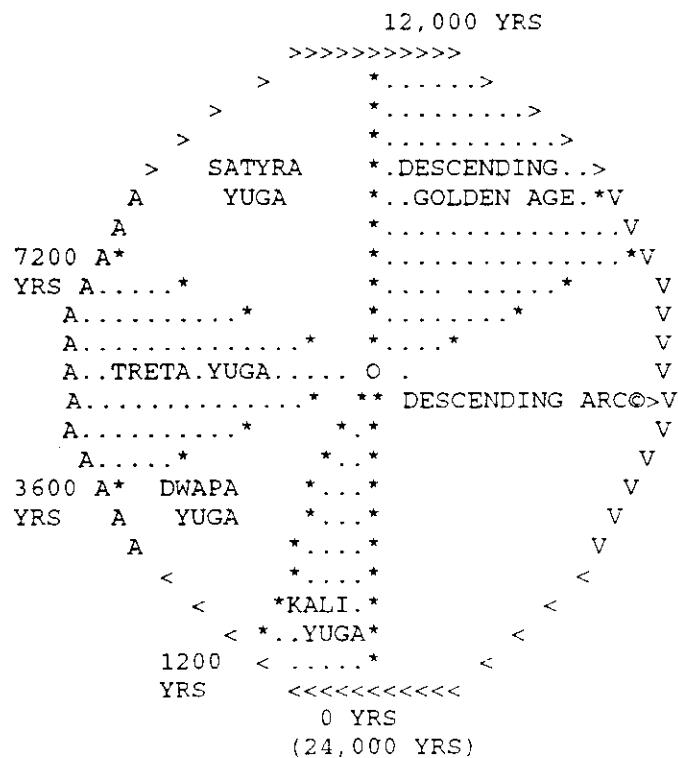 12,000 YRS
>>>>>>>>>>>
> *.......>
> *.........>
> *...........>
> SATYRA *.DESCENDING..>
A YUGA *..GOLDEN AGE.*V
A *...............V
7200 A* *...............*V
YRS A.....* *...........* V
A.........* *........* V
A.............* *....* V
A..TRETA.YUGA..... O . V
A..............* ** DESCENDING ARC©>V
A.........* *.* V
A.....* *..* V
3600 A* DWAPA *...* V
YRS A YUGA *...* V
A *....* V
< *....* <
< *KALI.* <
< *..YUGA* <
1200 < .....* <
YRS <<<<<<<<<<<
0 YRS
(24,000 YRS)